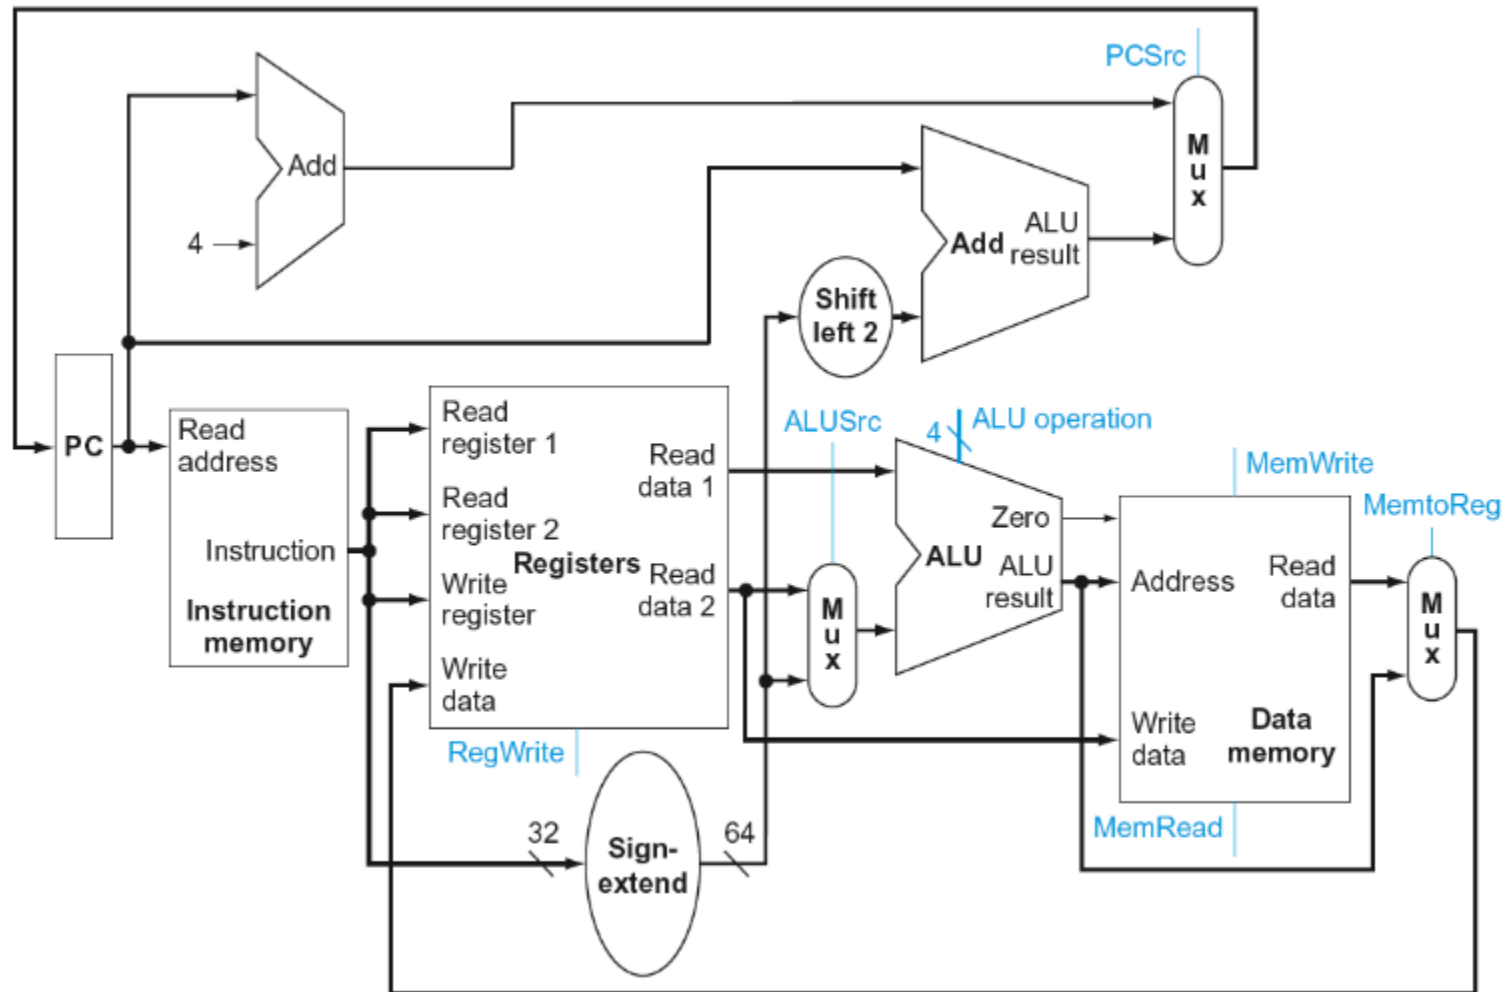 PCSrc
M
u
x
Add
4
Add
ALU
result
Shift
left 2
PC
Read
address
Instruction
Instruction
memory
Read
register 1
Read
register 2
Write
register
Write
data
Registers
Read
data 1
Read
data 2
RegWrite
ALUSrc
M
u
x
4
ALU operation
Zero
ALU
ALU
result
MemWrite
Address
Read
data
Write
data
Data
memory
MemRead
MemtoReg
M
u
x
32
Sign-
extend
64